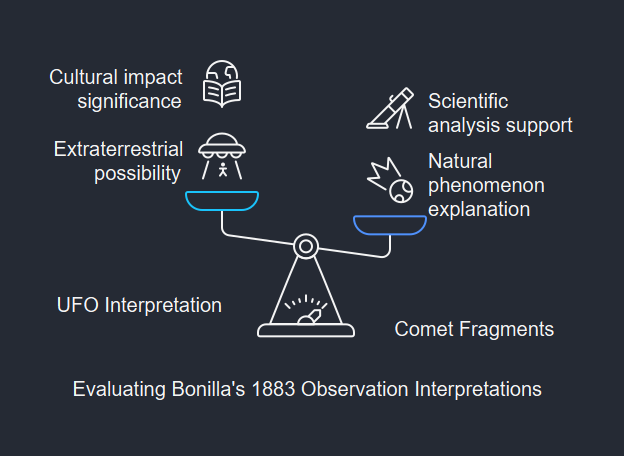 Cultural impact
significance
Extraterrestrial
possibility
Scientific
analysis support
Natural
phenomenon
explanation
UFO Interpretation
Comet Fragments
Evaluating Bonilla's 1883 Observation Interpretations